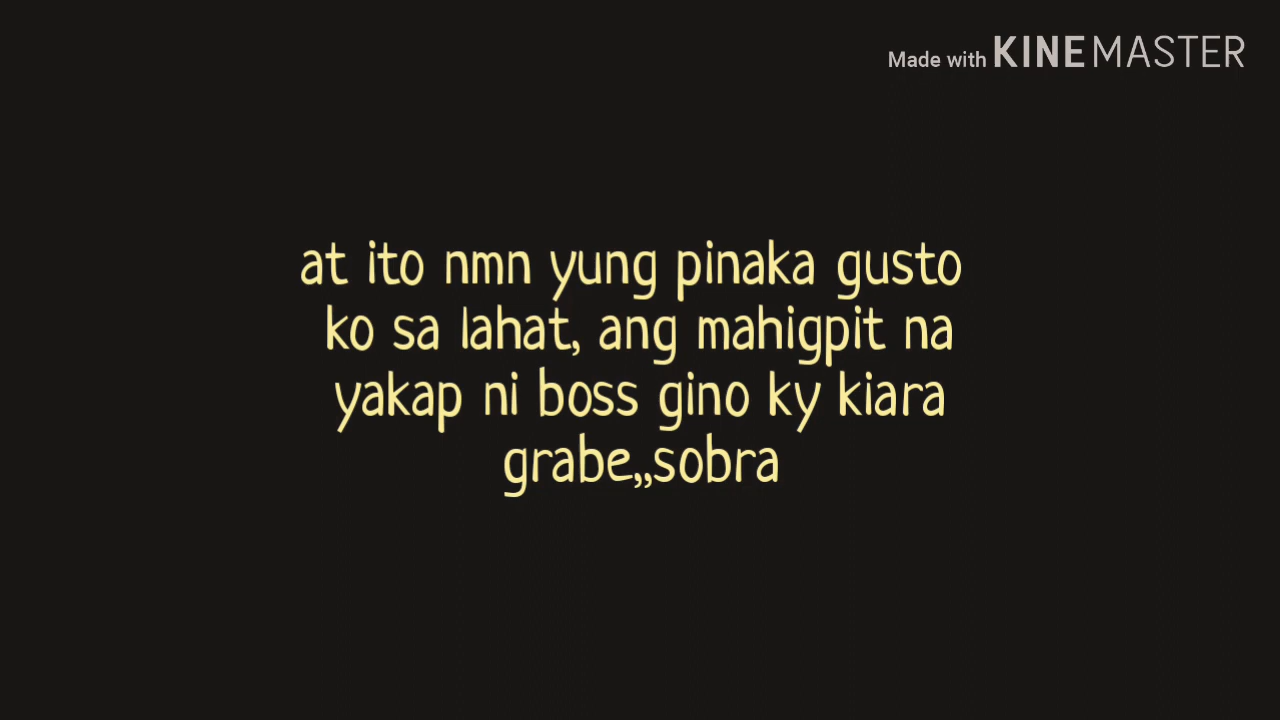 Made with KINEMASTER
at ito nmn yung pinaka gusto
ko sa lahat, ang mahigpit na
yakap ni boss gino ky kiara
grabe,,sobra